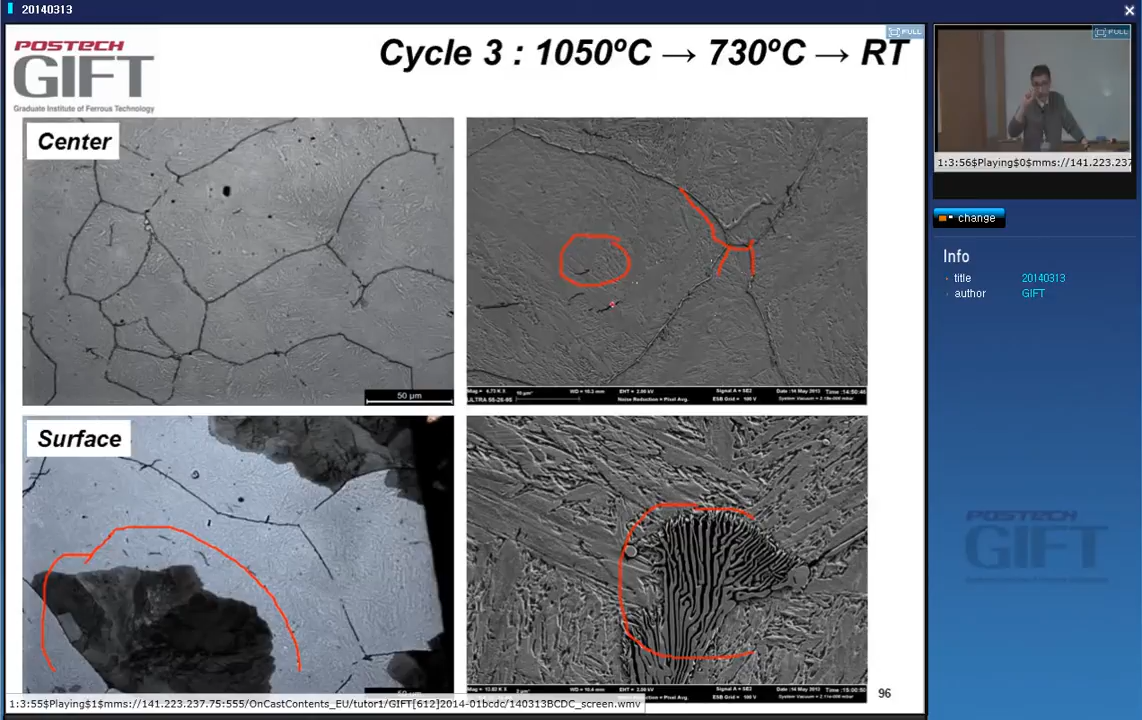 20140313
POSTECH
GIFT
Graduate Institute of Ferrous Technology
Cycle 3 : 1050ºC → 730ºC → RT
FULL
FULL
Center
50 μm
Surface
1:3:56$Playing$0$mms://141.223.237
change
Info
title 20140313
author GIFT
POSTECH
GIFT
96
1:3:55$Playing$1$mms://141.223.237.75:555/OnCastContents_EU/tutor1/GIFT[612]2014-01bcdc/140313BCDC_screen.wmv